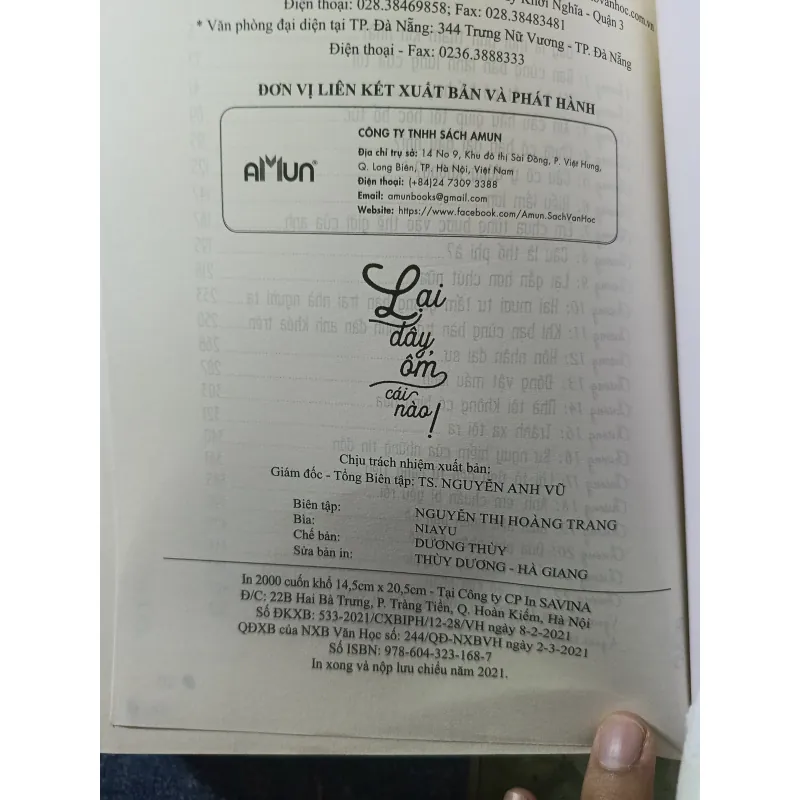 Điện thoại: 028.38469858; Fax: 028.38483481
* Văn phòng đại diện tại TP. Đà Nẵng: 344 Trưng Nữ Vương - TP. Đà Nẵng
Điện thoại - Fax: 0236.3888333
ĐƠN VỊ LIÊN KẾT XUẤT BẢN VÀ PHÁT HÀNH
AMUN
CÔNG TY TNHH SÁCH AMUN
Địa chỉ trụ sở: 14 No 9, Khu đô thị Sài Đồng, P. Việt Hưng,
Q. Long Biên, TP. Hà Nội, Việt Nam
Điện thoại: (+84)24 7309 3388
Email: amunbooks@gmail.com
Website: https://www.facebook.com/Amun.SachVanHoc
Lại
đây,
ôm
cái
nào!
Chịu trách nhiệm xuất bản:
Giám đốc - Tổng Biên tập: TS. NGUYỄN ANH VŨ
Biên tập: NGUYỄN THỊ HOÀNG TRANG
Bìa: NIAYU
Chế bản: DƯƠNG THÙY
Sửa bản in: THÙY DƯƠNG - HÀ GIANG
In 2000 cuốn khổ 14,5cm x 20,5cm - Tại Công ty CP In SAVINA
Đ/C: 22B Hai Bà Trưng, P. Tràng Tiền, Q. Hoàn Kiếm, Hà Nội
Số ĐKXB: 533-2021/CXBIPH/12-28/VH ngày 8-2-2021
QĐXB của NXB Văn Học số: 244/QĐ-NXBVH ngày 2-3-2021
Số ISBN: 978-604-323-168-7
In xong và nộp lưu chiểu năm 2021.